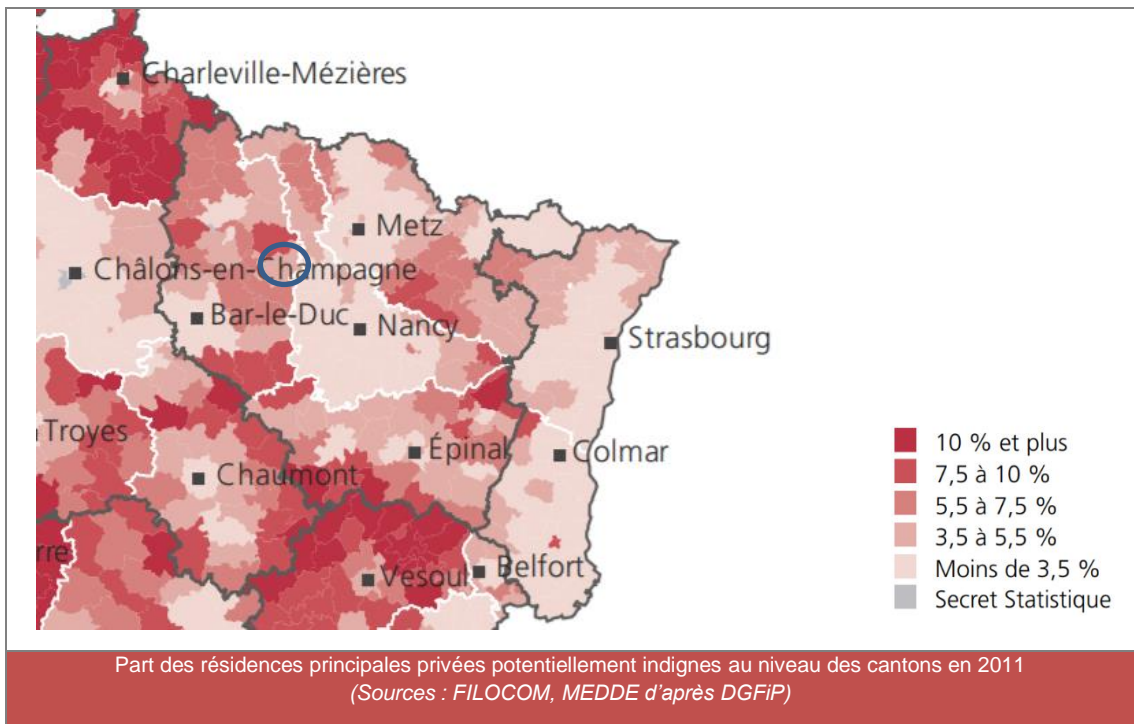 Charleville-Mézières
Metz
Châlons-en-Champagne
Bar-le-Duc
Nancy
Strasbourg
Troyes
Épinal
Colmar
Chaumont
rre
Vesoul
Belfort
10 % et plus
7,5 à 10 %
5,5 à 7,5 %
3,5 à 5,5 %
Moins de 3,5 %
Secret Statistique
Part des résidences principales privées potentiellement indignes au niveau des cantons en 2011
(Sources : FILOCOM, MEDDE d'après DGFiP)